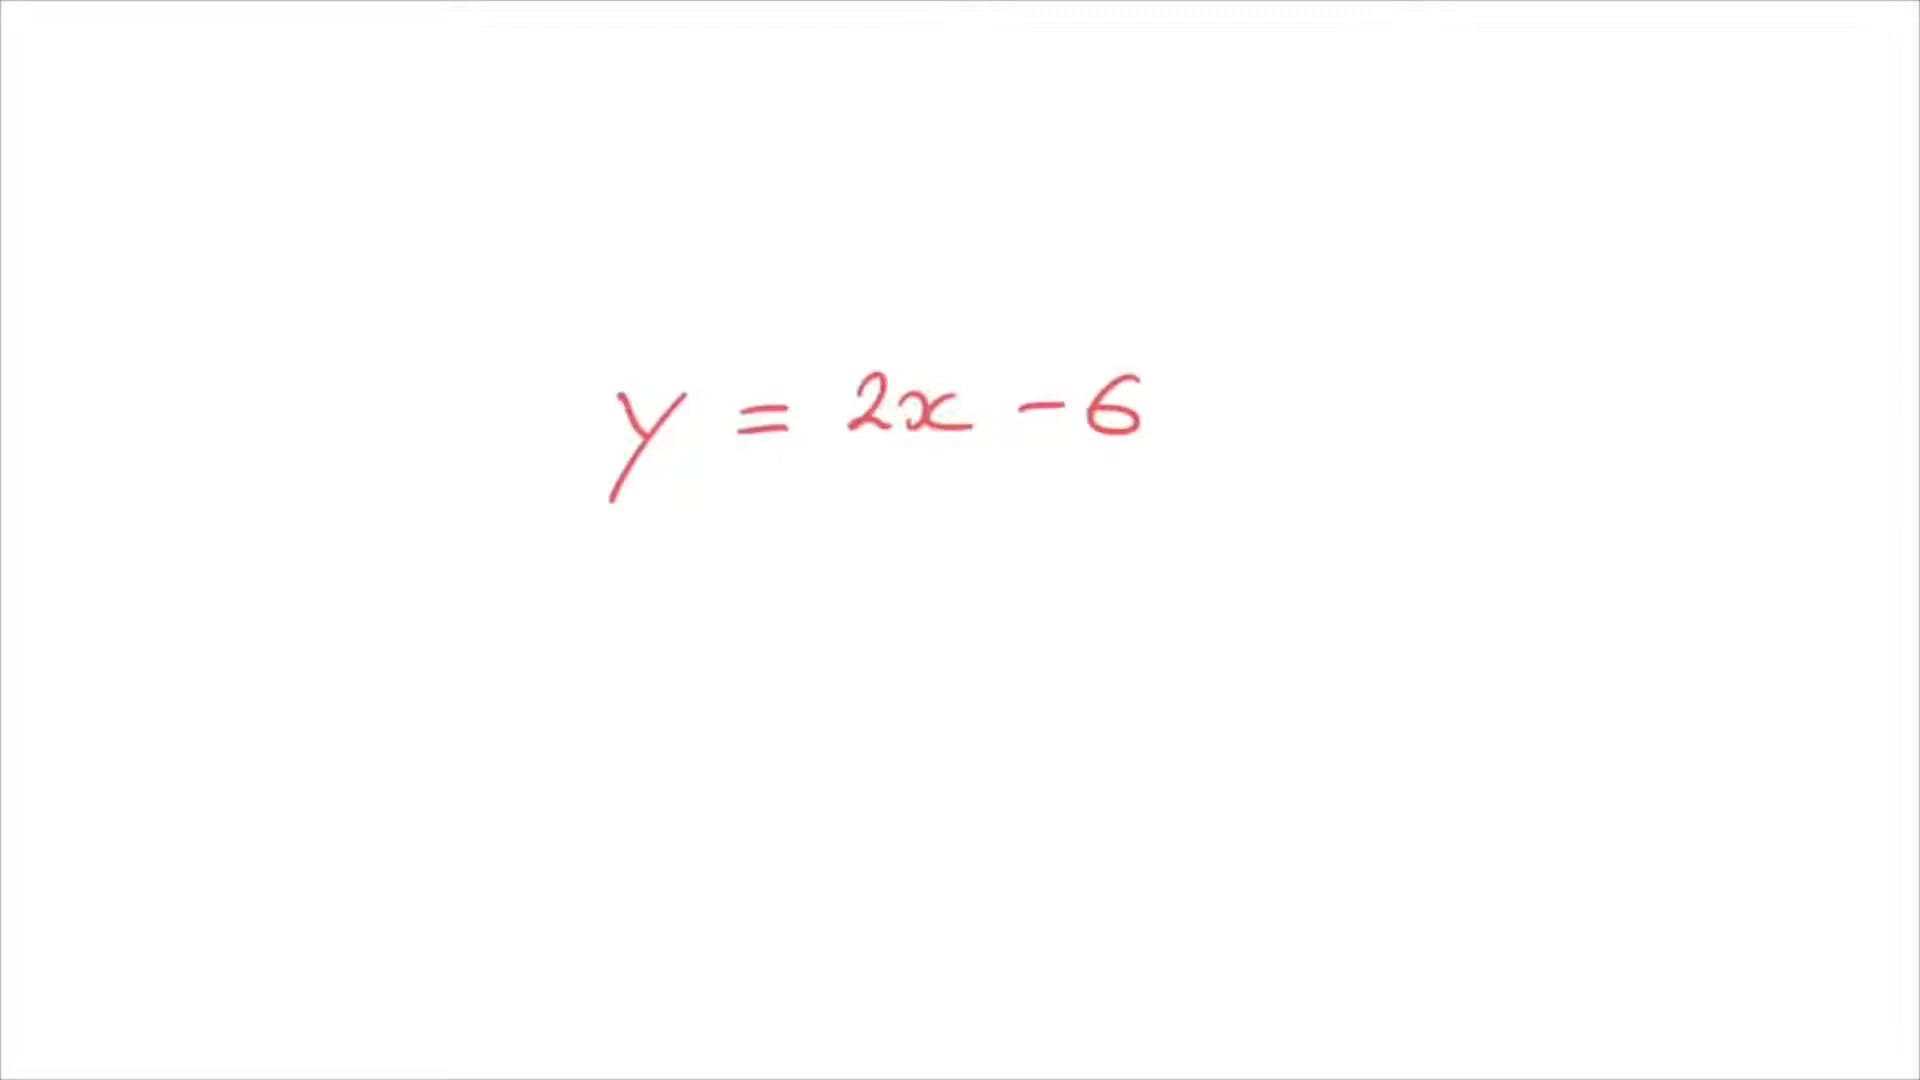 y = 2x - 6